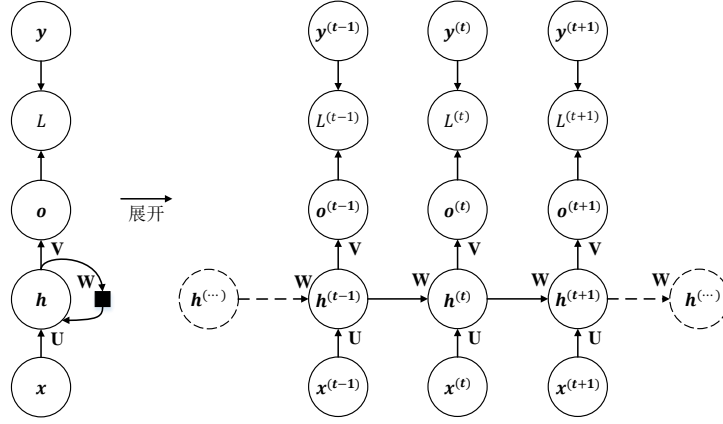 y y^(t−1) y^(t) y^(t+1)
L L^(t−1) L^(t) L^(t+1)
o 展开 o^(t−1) o^(t) o^(t+1)
V V V V
W W W W W
h h^(⋯) h^(t−1) h^(t) h^(t+1) h^(⋯)
U U U U
x x^(t−1) x^(t) x^(t+1)